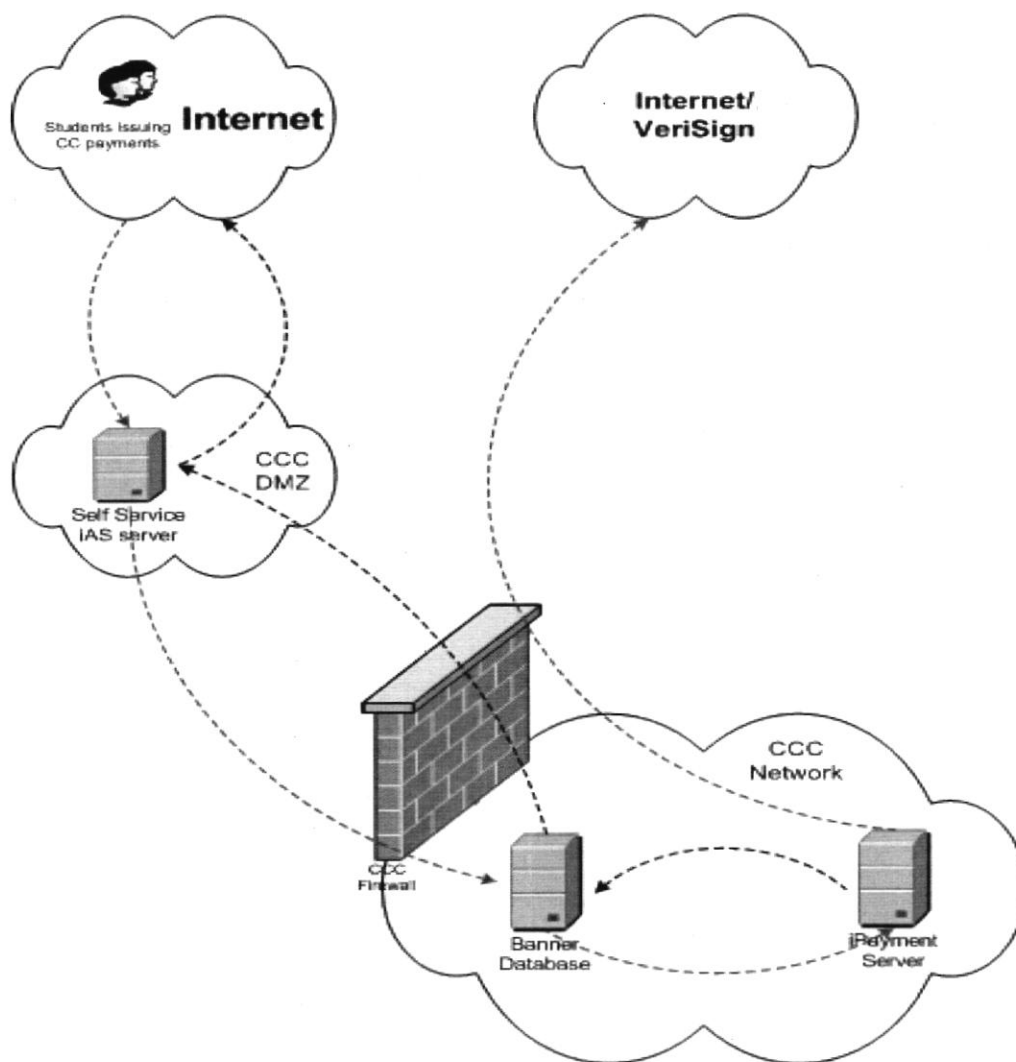 Students issuing
CC payments
Internet
Internet/
VeriSign
CCC
DMZ
Self Service
iAS server
CCC
Network
CCC
Firewall
Banner
Database
jPayment
Server